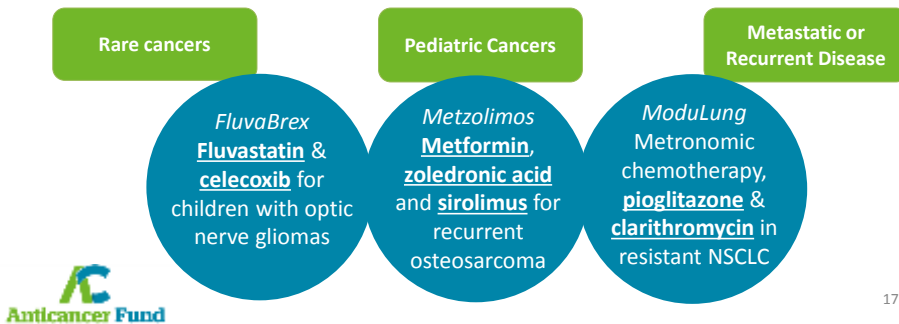 Rare cancers
Pediatric Cancers
Metastatic or
Recurrent Disease
FluvaBrex
Fluvastatin &
celecoxib for
children with optic
nerve gliomas
Metzolimos
Metformin,
zoledronic acid
and sirolimus for
recurrent
osteosarcoma
ModuLung
Metronomic
chemotherapy,
pioglitazone &
clarithromycin in
resistant NSCLC
Anticancer Fund
17